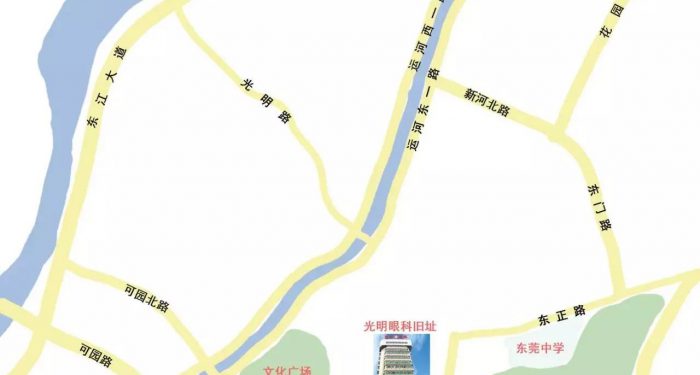 运河西一路
花园
东江大道
光明路
运河东一路
新河北路
东门路
可园北路
东正路
光明眼科旧址
可园路
东莞中学
文化广场